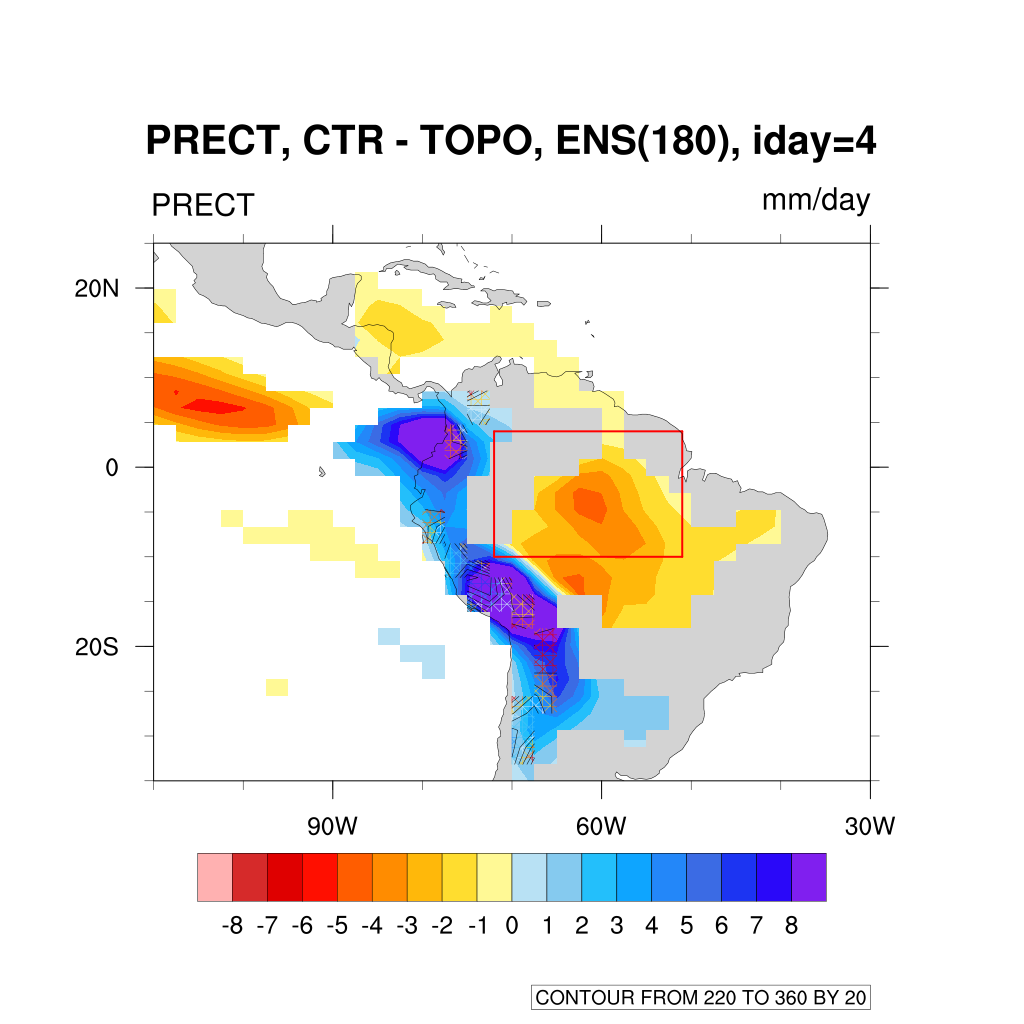 PRECT, CTR - TOPO, ENS(180), iday=4
PRECT mm/day
20N
0
20S
90W 60W 30W
-8 -7 -6 -5 -4 -3 -2 -1 0 1 2 3 4 5 6 7 8
CONTOUR FROM 220 TO 360 BY 20